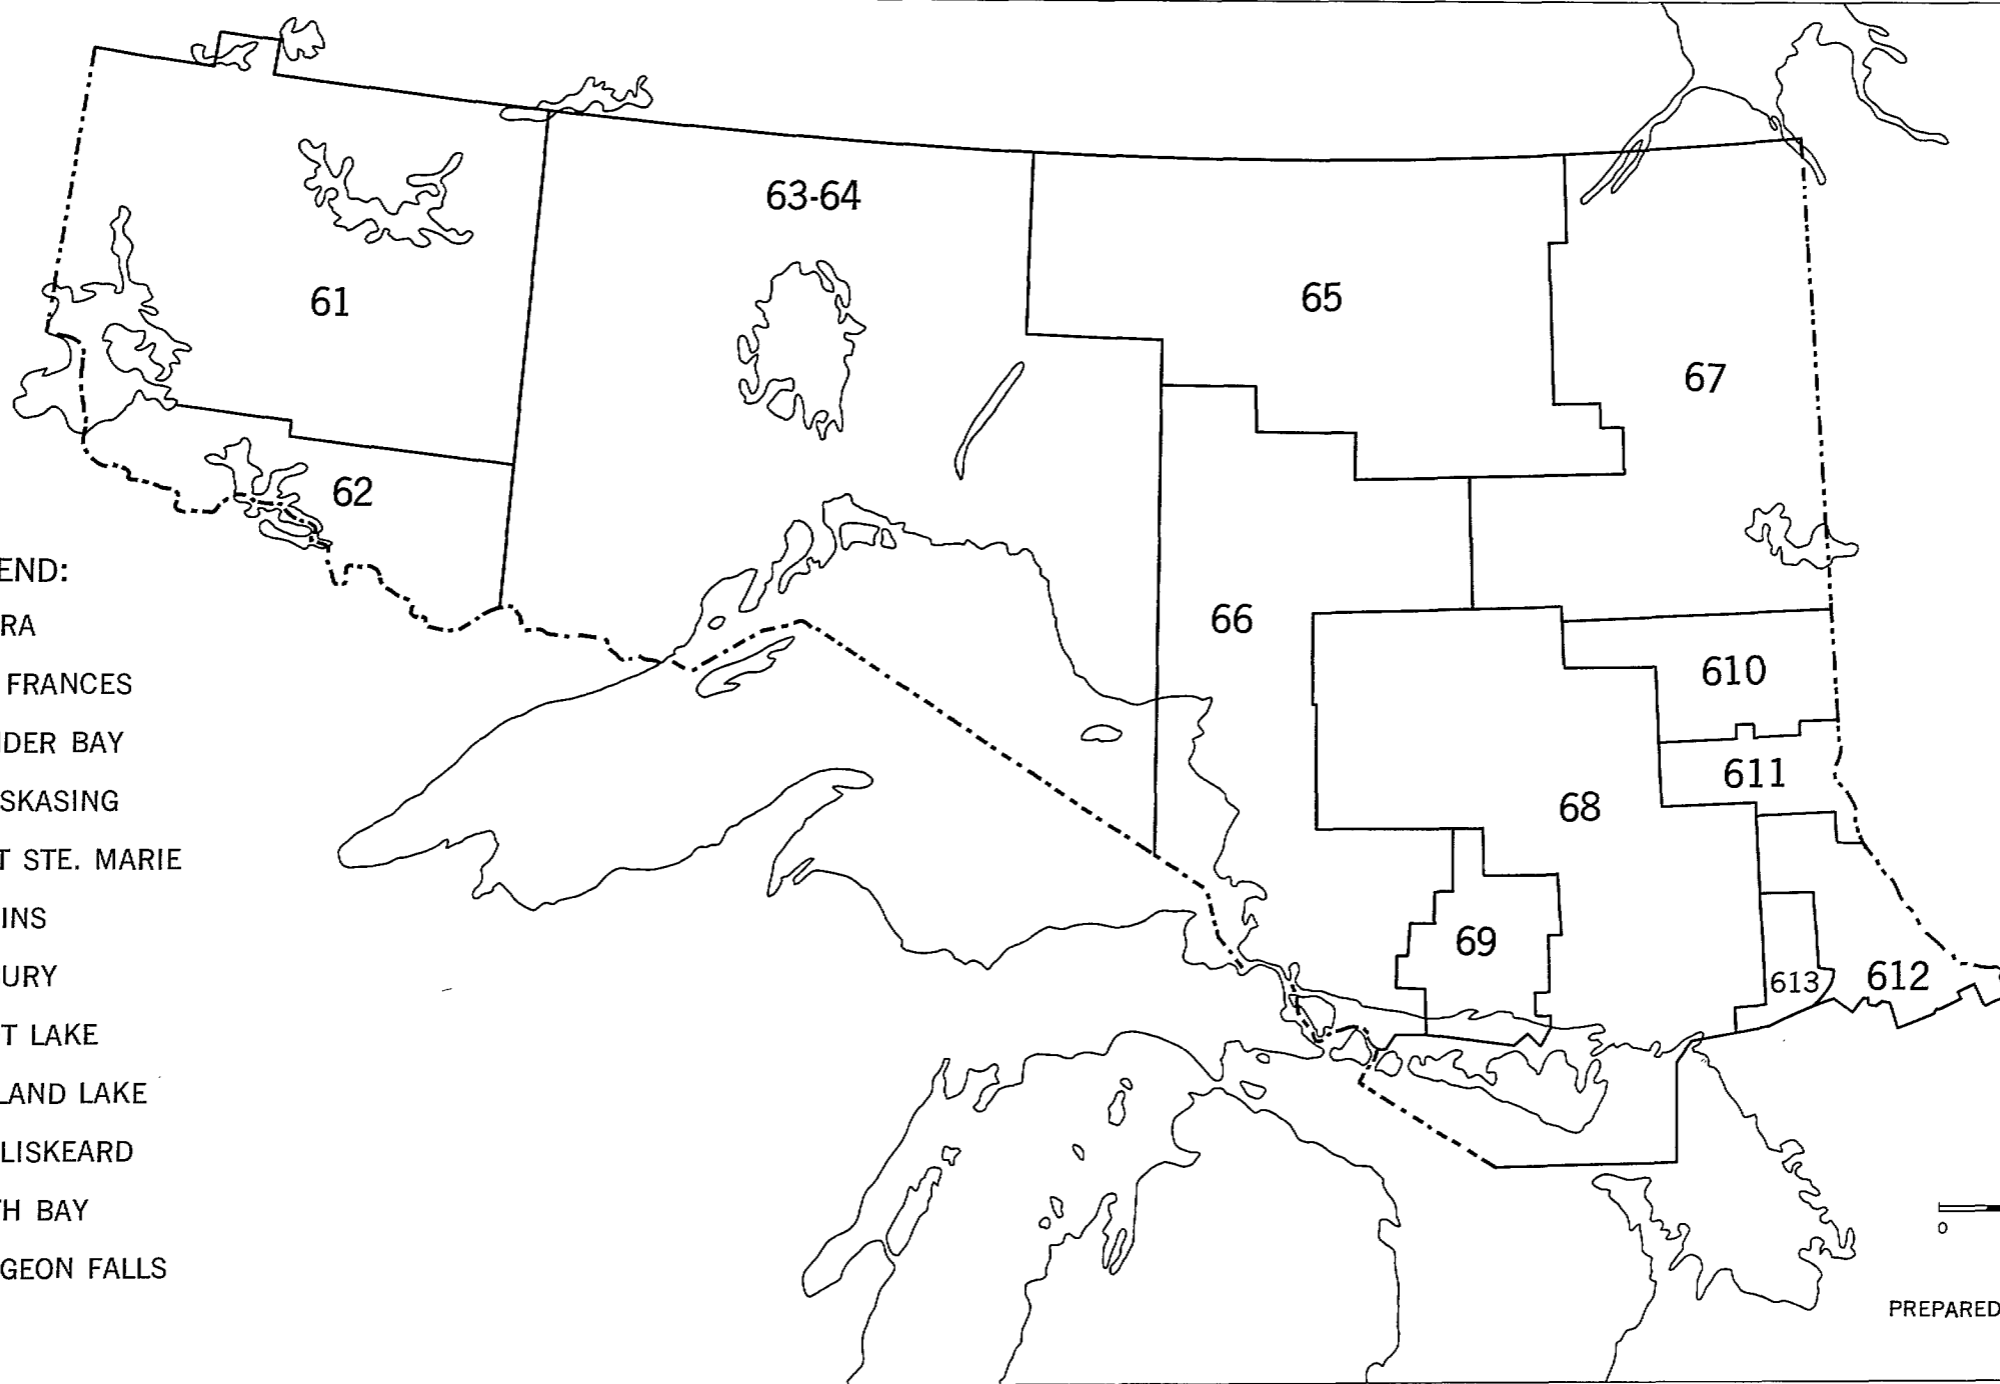 63-64
61
65
67
62
66
610
611
68
69
613
612
END:
RA
FRANCES
DER BAY
SKASING
T STE. MARIE
INS
URY
T LAKE
LAND LAKE
LISKEARD
TH BAY
GEON FALLS
0
PREPARED